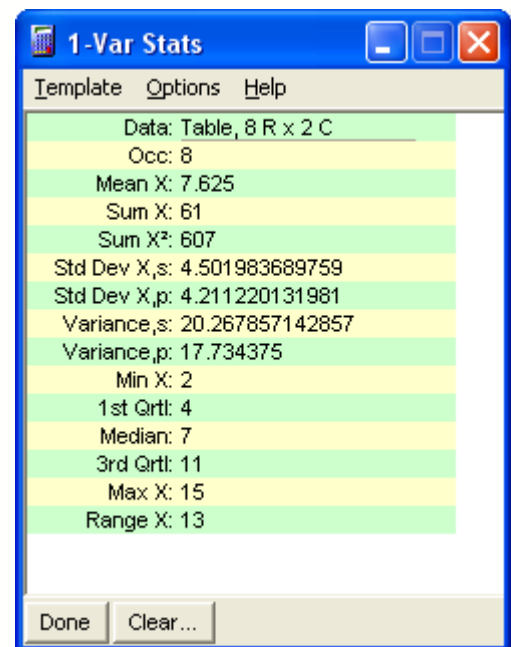 1-Var Stats
Template Options Help
Data: Table, 8 R x 2 C
Occ: 8
Mean X: 7.625
Sum X: 61
Sum X²: 607
Std Dev X,s: 4.501983689759
Std Dev X,p: 4.211220131981
Variance,s: 20.267857142857
Variance,p: 17.734375
Min X: 2
1st Qrtl: 4
Median: 7
3rd Qrtl: 11
Max X: 15
Range X: 13
Done Clear...